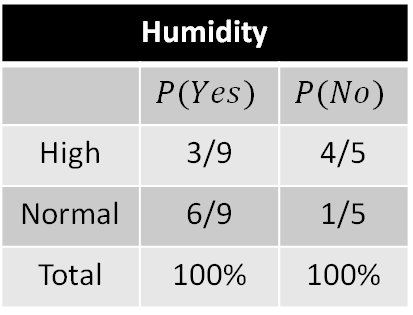 Humidity
P(Yes) P(No)
High 3/9 4/5
Normal 6/9 1/5
Total 100% 100%